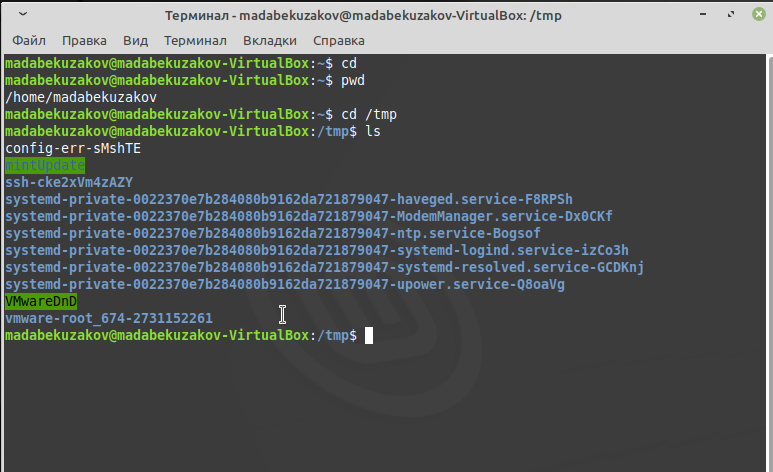 Терминал - madabekuzakov@madabekuzakov-VirtualBox: /tmp
Файл Правка Вид Терминал Вкладки Справка
madabekuzakov@madabekuzakov-VirtualBox:~$ cd
madabekuzakov@madabekuzakov-VirtualBox:~$ pwd
/home/madabekuzakov
madabekuzakov@madabekuzakov-VirtualBox:~$ cd /tmp
madabekuzakov@madabekuzakov-VirtualBox:/tmp$ ls
config-err-sMshTE
mintUpdate
ssh-cke2xVm4zAZY
systemd-private-0022370e7b284080b9162da721879047-haveged.service-F8RPSh
systemd-private-0022370e7b284080b9162da721879047-ModemManager.service-Dx0CKf
systemd-private-0022370e7b284080b9162da721879047-ntp.service-Bogsof
systemd-private-0022370e7b284080b9162da721879047-systemd-logind.service-izCo3h
systemd-private-0022370e7b284080b9162da721879047-systemd-resolved.service-GCDKnj
systemd-private-0022370e7b284080b9162da721879047-upower.service-Q8oaVg
VMwareDnD
vmware-root_674-2731152261
madabekuzakov@madabekuzakov-VirtualBox:/tmp$